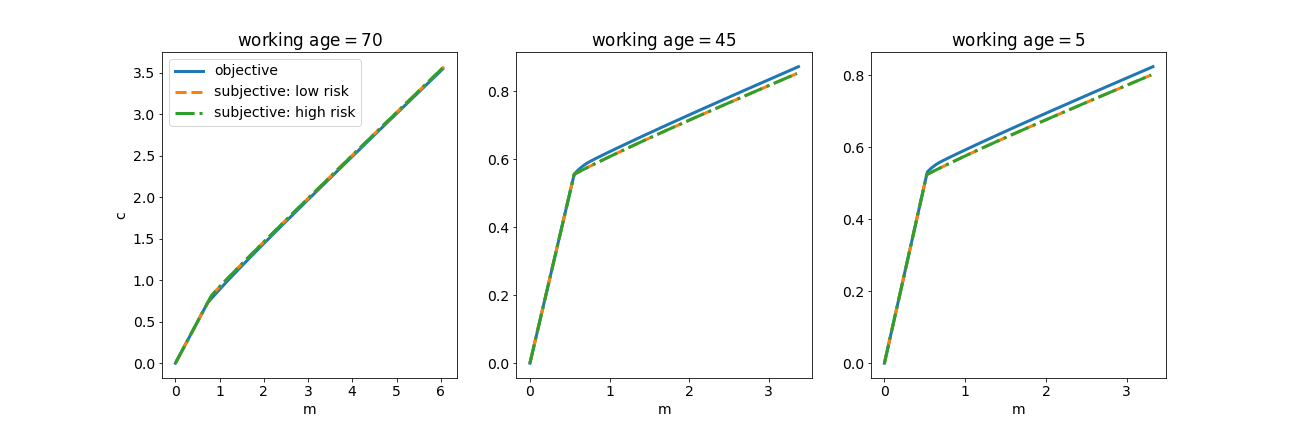 working age = 70
objective
subjective: low risk
subjective: high risk
c
3.5
3.0
2.5
2.0
1.5
1.0
0.5
0.0
0 1 2 3 4 5 6
m
working age = 45
0.8
0.6
0.4
0.2
0.0
0 1 2 3
m
working age = 5
0.8
0.6
0.4
0.2
0.0
0 1 2 3
m